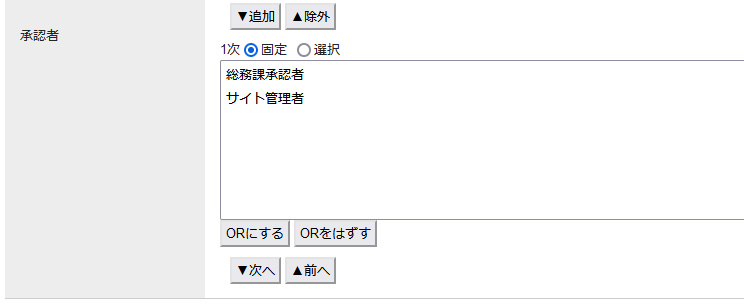 ▼追加 ▲除外
承認者
1次 固定 選択
総務課承認者
サイト管理者
ORにする ORをはずす
▼次へ ▲前へ